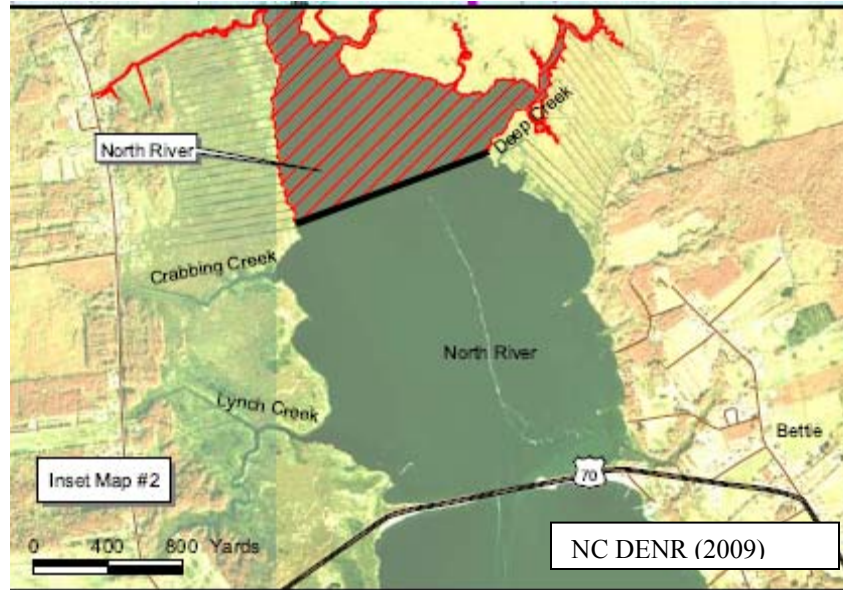 North River
Deep Creek
Crabbing Creek
North River
Lynch Creek
Bettie
Inset Map #2
70
0 400 800 Yards
NC DENR (2009)